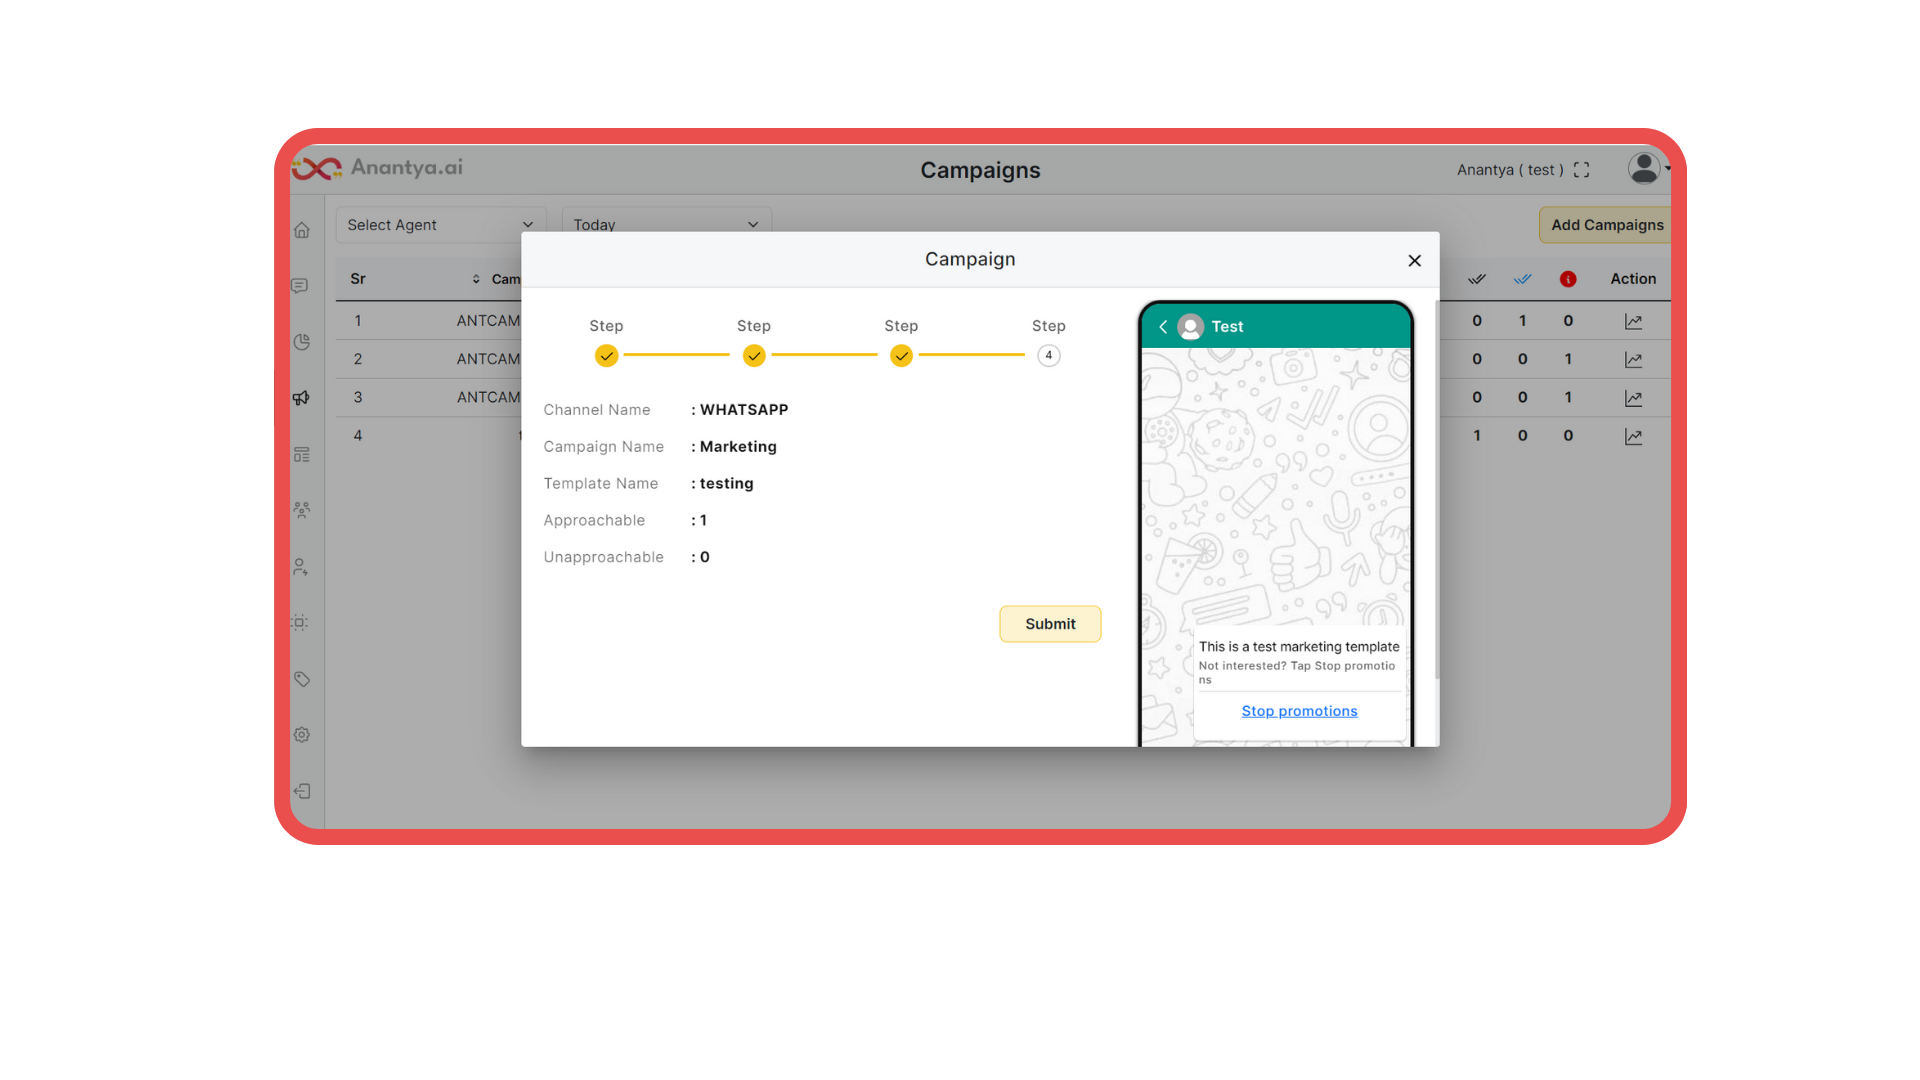 Anantya.ai
Campaigns
Anantya ( test )
Select Agent
Today
Add Campaigns
Campaign
Sr
Action
1 ANTCAM 0 1 0
2 ANTCAM 0 0 1
3 ANTCAM 0 0 1
4 1 0 0
Step Step Step Step
4
Channel Name : WHATSAPP
Campaign Name : Marketing
Template Name : testing
Approachable : 1
Unapproachable : 0
Submit
Test
This is a test marketing template
Not interested? Tap Stop promotio
ns
Stop promotions